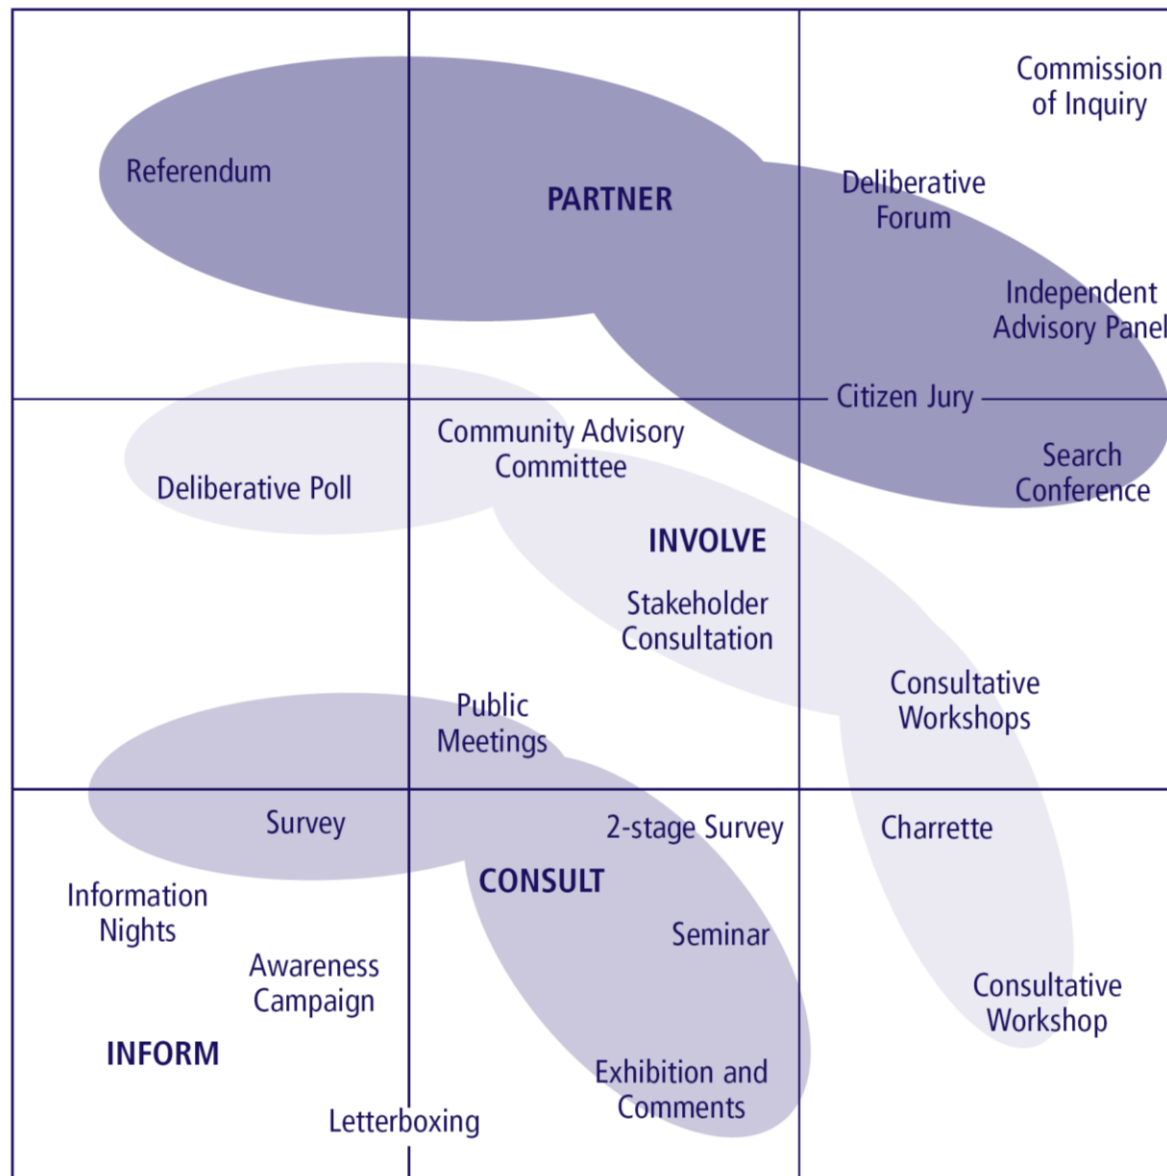 Commission
of Inquiry
Referendum
PARTNER
Deliberative
Forum
Independent
Advisory Panel
Citizen Jury
Community Advisory
Committee
Search
Conference
Deliberative Poll
INVOLVE
Stakeholder
Consultation
Consultative
Workshops
Public
Meetings
Survey
2-stage Survey
Charrette
CONSULT
Information
Nights
Seminar
Awareness
Campaign
Consultative
Workshop
INFORM
Exhibition and
Comments
Letterboxing